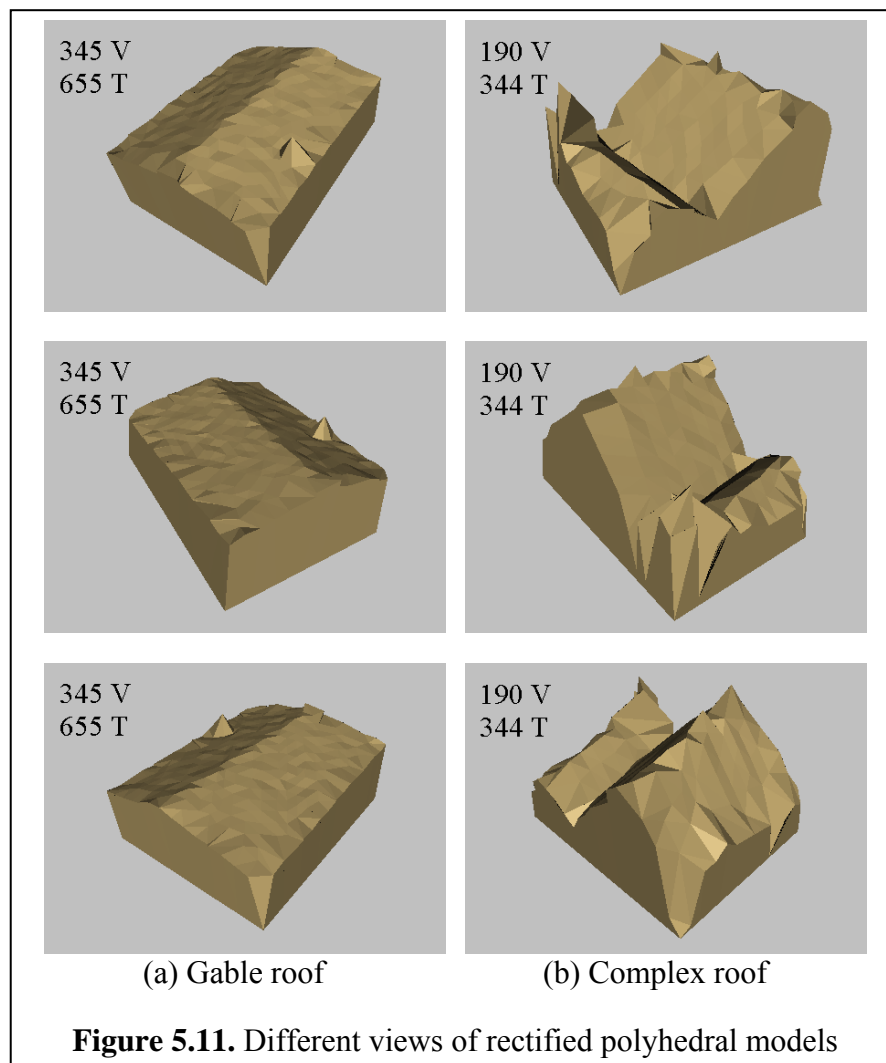 345 V
655 T
190 V
344 T
345 V
655 T
190 V
344 T
345 V
655 T
190 V
344 T
(a) Gable roof
(b) Complex roof
Figure 5.11. Different views of rectified polyhedral models